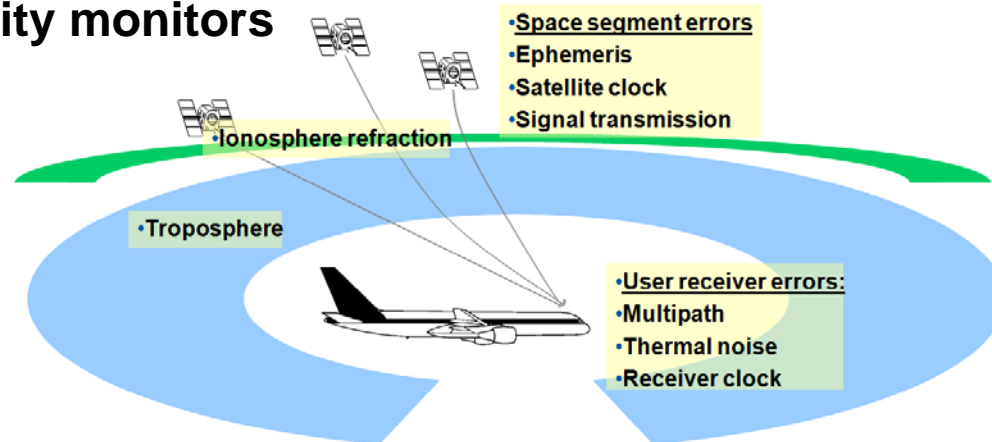 ity monitors
•Space segment errors
•Ephemeris
•Satellite clock
•Signal transmission
•Ionosphere refraction
•Troposphere
•User receiver errors:
•Multipath
•Thermal noise
•Receiver clock